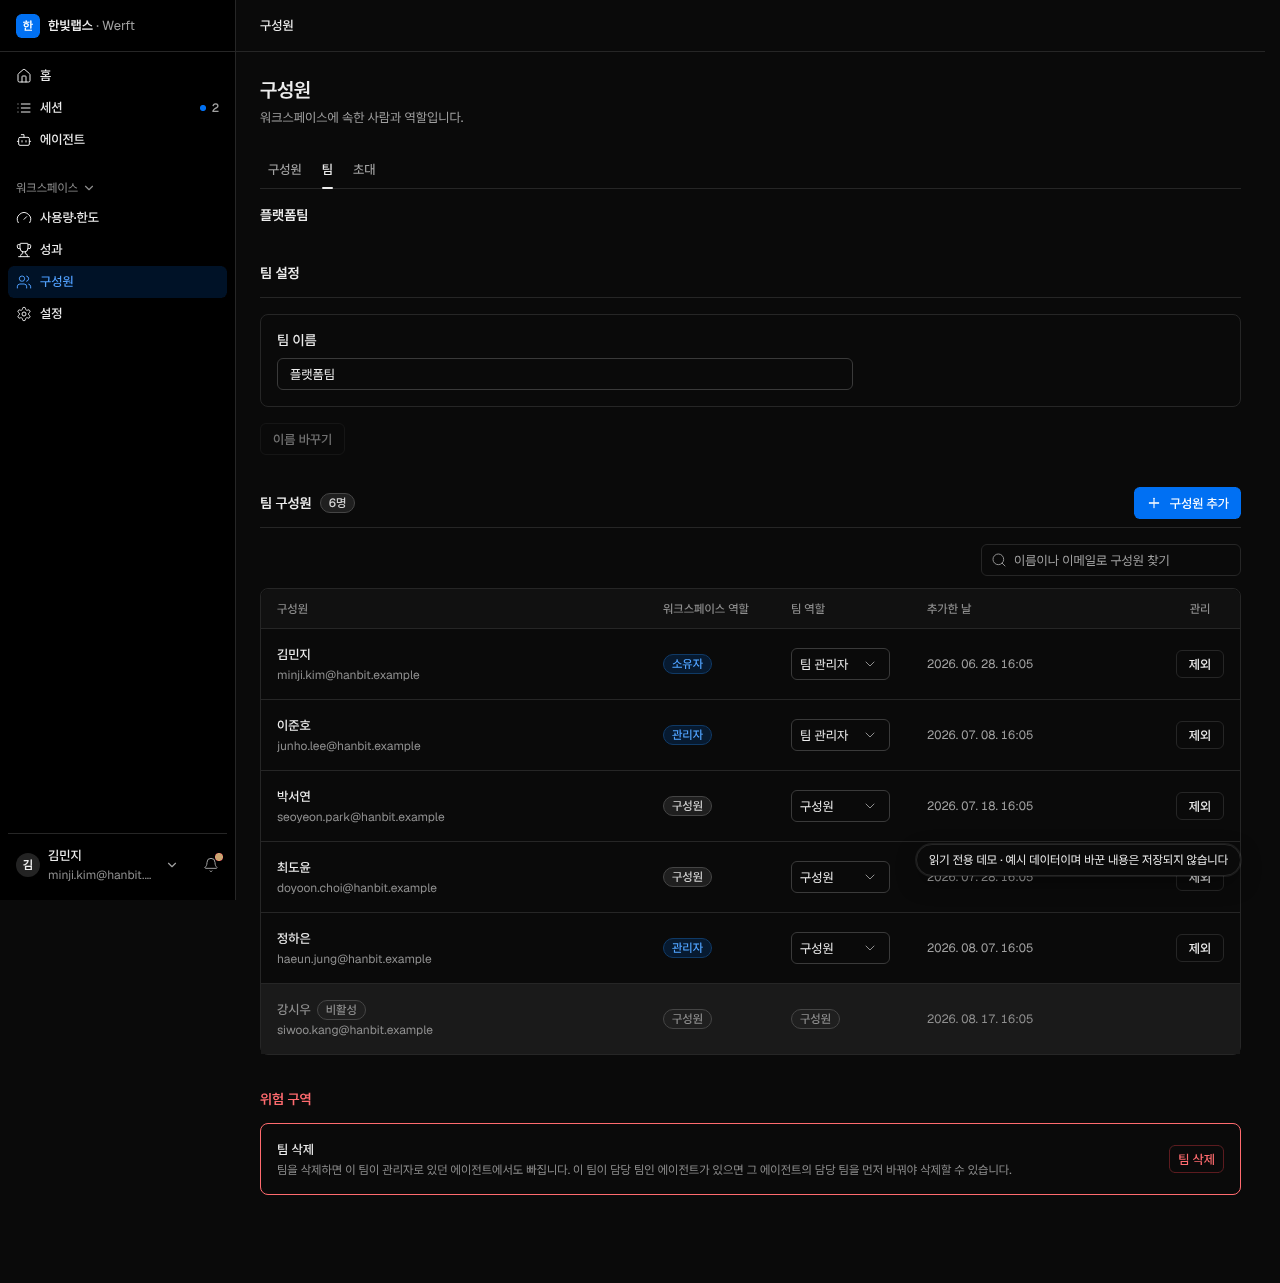 한 한빛랩스 · Werft
구성원
홈
세션 2
에이전트
워크스페이스
사용량·한도
성과
구성원
설정
김 김민지
minji.kim@hanbit....
구성원
워크스페이스에 속한 사람과 역할입니다.
구성원 팀 초대
플랫폼팀
팀 설정
팀 이름
플랫폼팀
이름 바꾸기
팀 구성원 6명
구성원 추가
이름이나 이메일로 구성원 찾기
구성원 워크스페이스 역할 팀 역할 추가한 날 관리
김민지
minji.kim@hanbit.example
소유자 팀 관리자 2026. 06. 28. 16:05 제외
이준호
junho.lee@hanbit.example
관리자 팀 관리자 2026. 07. 08. 16:05 제외
박서연
seoyeon.park@hanbit.example
구성원 구성원 2026. 07. 18. 16:05 제외
읽기 전용 데모 · 예시 데이터이며 바꾼 내용은 저장되지 않습니다
최도윤
doyoon.choi@hanbit.example
구성원 구성원 2026. 07. 28. 16:05 제외
정하은
haeun.jung@hanbit.example
관리자 구성원 2026. 08. 07. 16:05 제외
강시우 비활성
siwoo.kang@hanbit.example
구성원 구성원 2026. 08. 17. 16:05
위험 구역
팀 삭제
팀을 삭제하면 이 팀이 관리자로 있던 에이전트에서도 빠집니다. 이 팀이 담당 팀인 에이전트가 있으면 그 에이전트의 담당 팀을 먼저 바꿔야 삭제할 수 있습니다.
팀 삭제